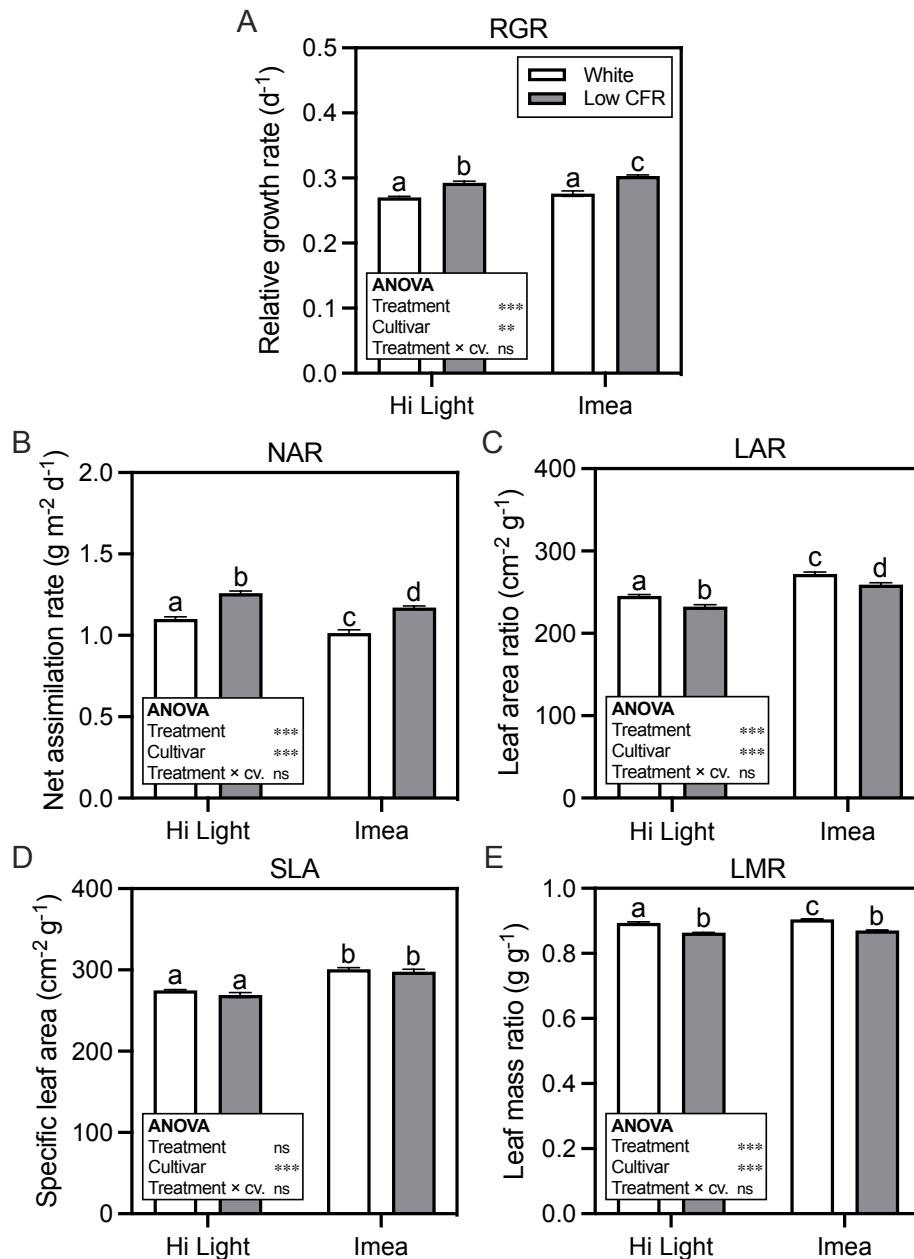 A
RGR
Relative growth rate (d⁻¹)
0.5
0.4
0.3
0.2
0.1
0.0
White
Low CFR
a
b
a
c
ANOVA
Treatment ***
Cultivar **
Treatment × cv. ns
Hi Light
Imea
B
NAR
Net assimilation rate (g m⁻² d⁻¹)
2.0
1.5
1.0
0.5
0.0
a
b
c
d
ANOVA
Treatment ***
Cultivar ***
Treatment × cv. ns
Hi Light
Imea
C
LAR
Leaf area ratio (cm⁻² g⁻¹)
400
300
200
100
0
a
b
c
d
ANOVA
Treatment ***
Cultivar ***
Treatment × cv. ns
Hi Light
Imea
D
SLA
Specific leaf area (cm⁻² g⁻¹)
400
300
200
100
0
a
a
b
b
ANOVA
Treatment ns
Cultivar ***
Treatment × cv. ns
Hi Light
Imea
E
LMR
Leaf mass ratio (g g⁻¹)
1.0
0.8
0.6
0.4
0.2
0.0
a
b
c
b
ANOVA
Treatment ***
Cultivar ***
Treatment × cv. ns
Hi Light
Imea